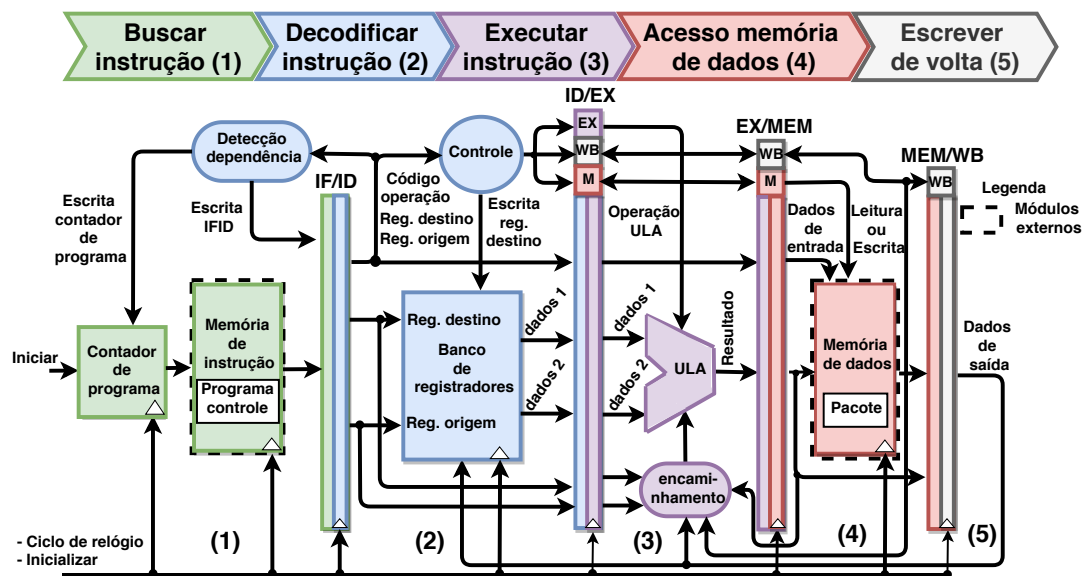 Buscar
instrução (1)
Decodificar
instrução (2)
Executar
instrução (3)
Acesso memória
de dados (4)
Escrever
de volta (5)
ID/EX
EX/MEM
MEM/WB
IF/ID
EX
WB
M
WB
M
WB
Detecção
dependência
Controle
Legenda
Módulos
externos
Escrita
contador
de
programa
Escrita
IFID
Código
operação
Reg. destino
Reg. origem
Escrita
reg.
destino
Operação
ULA
Dados
de
entrada
Leitura
ou
Escrita
Iniciar
Contador
de
programa
Memória
de
instrução
Programa
controle
Reg. destino
Banco
de
registradores
Reg. origem
dados 1
dados 2
dados 1
dados 2
ULA
Resultado
Memória
de dados
Pacote
Dados
de
saída
encami-
nhamento
- Ciclo de relógio
- Inicializar
(1)
(2)
(3)
(4)
(5)